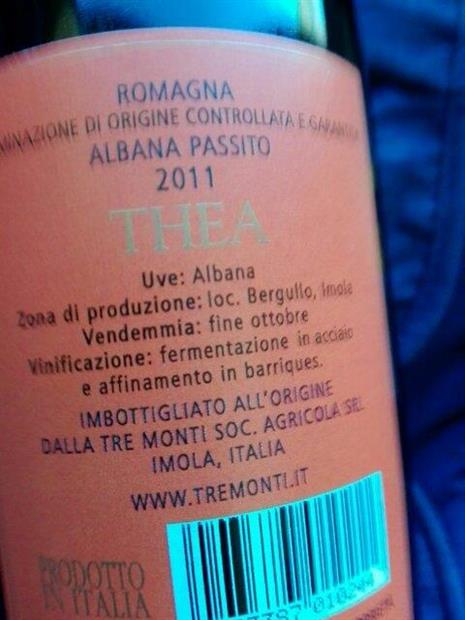 ROMAGNA
DI ORIGINE CONTROLLATA E
ALBANA PASSITO
2011
THEA
Uve: Albana
Zona di produzione: loc. Bergullo, Imola
Vendemmia: fine ottobre
Vinificazione: fermentazione in acciaio
e affinamento in barriques.
IMBOTTIGLIATO ALL'ORIGINE
DALLA TRE MONTI SOC. AGRICOLA SRL
IMOLA, ITALIA
WWW.TREMONTI.IT
PRODOTTO
IN ITALIA